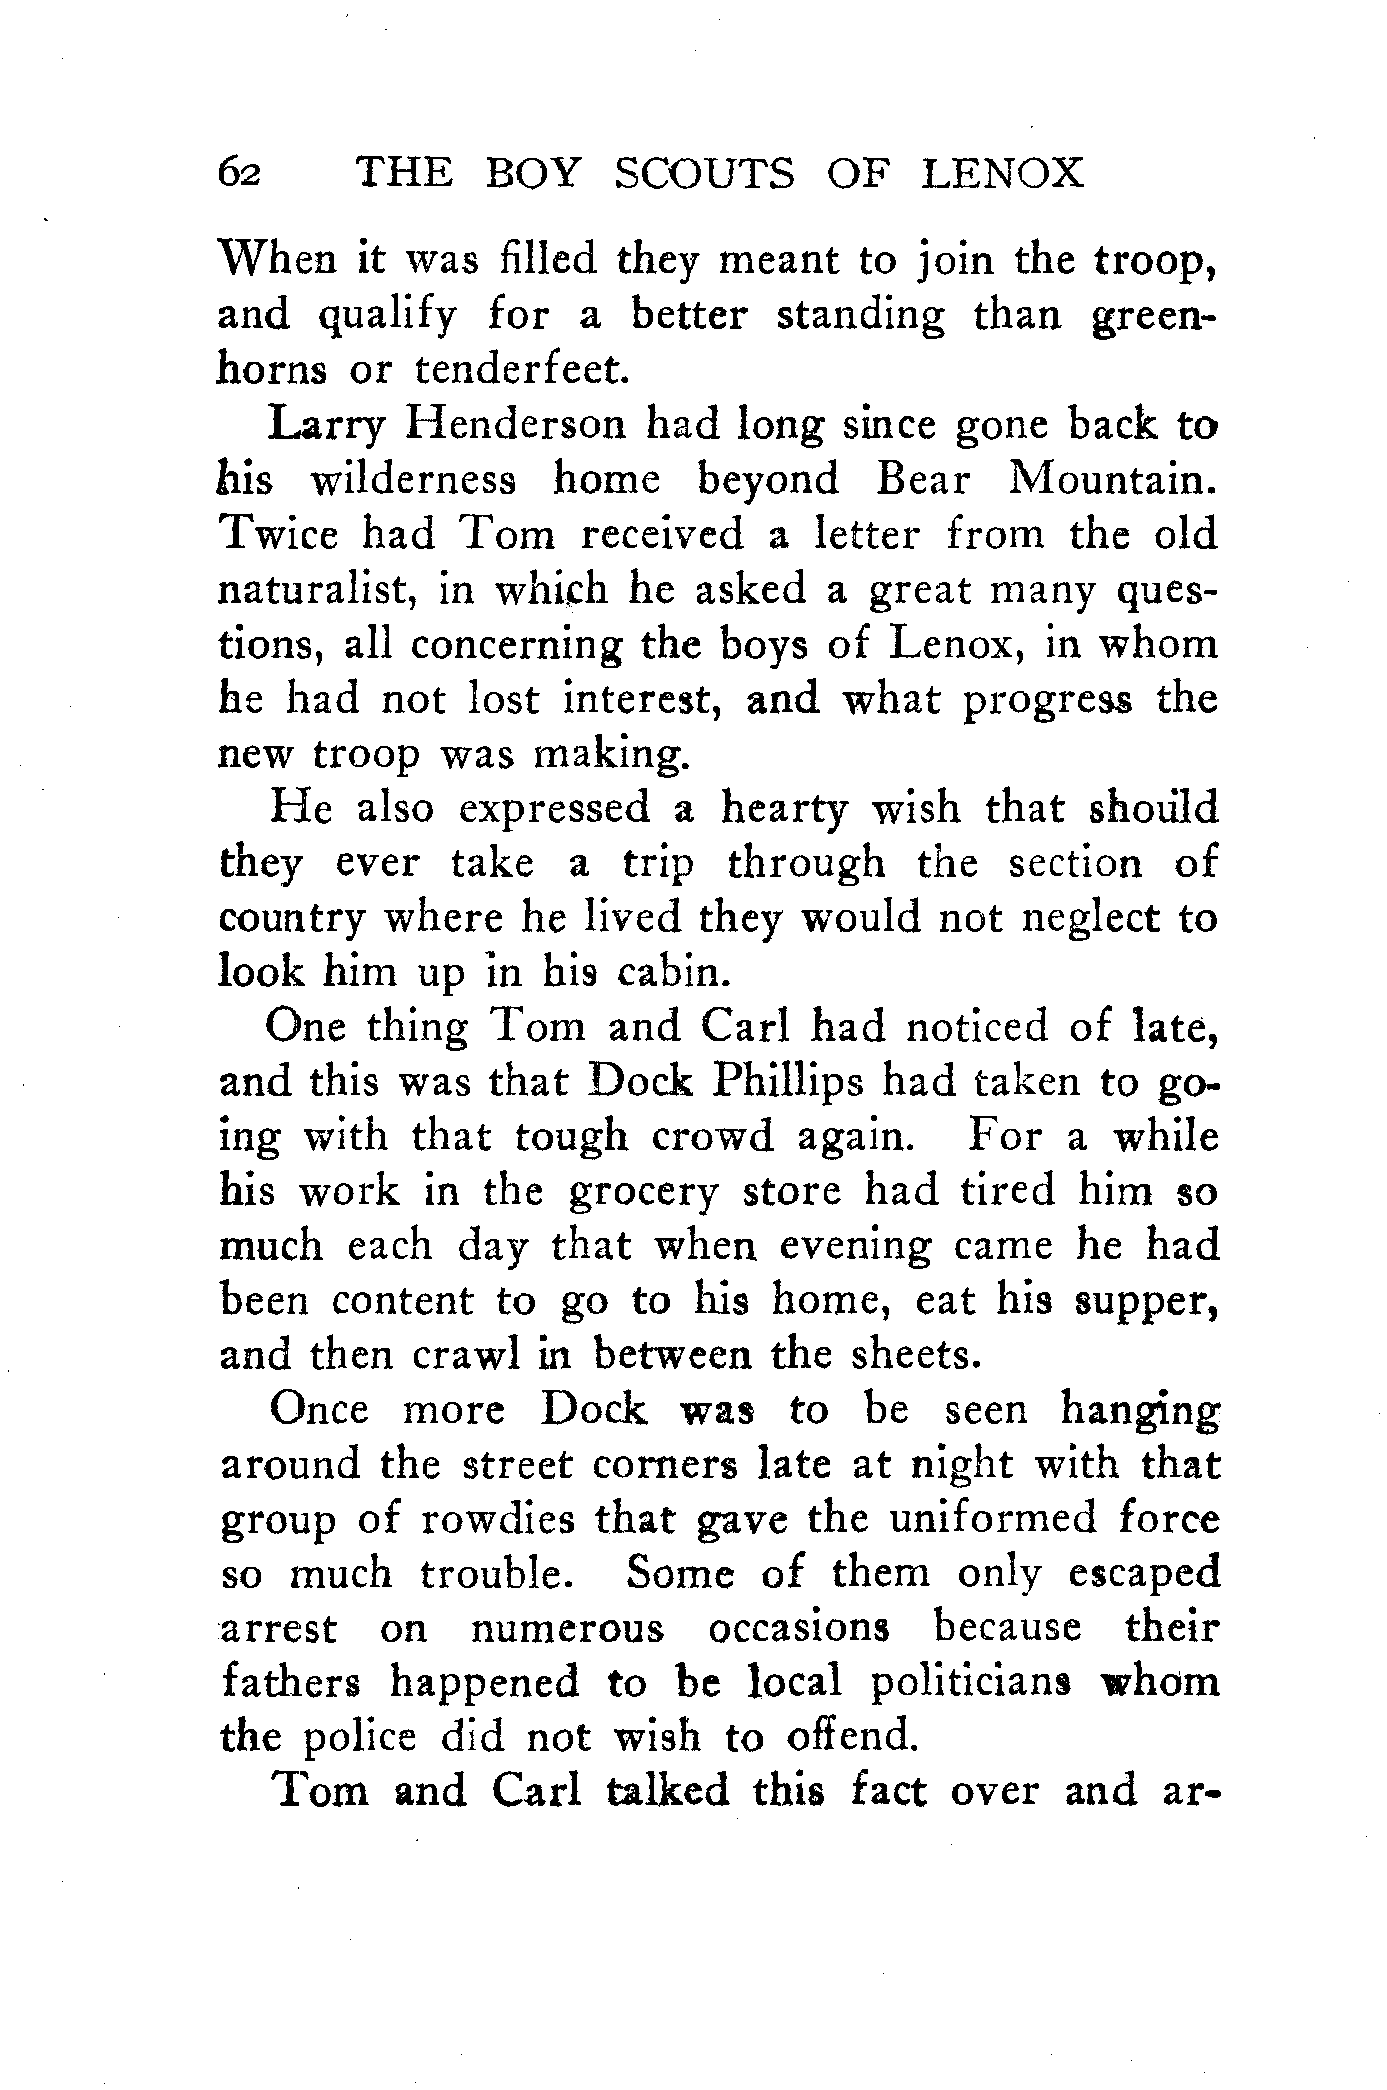 62 THE BOY SCOUTS OF LENOX
When it was filled they meant to join the troop,
and qualify for a better standing than green-
horns or tenderfeet.
Larry Henderson had long since gone back to
his wilderness home beyond Bear Mountain.
Twice had Tom received a letter from the old
naturalist, in which he asked a great many ques-
tions, all concerning the boys of Lenox, in whom
he had not lost interest, and what progress the
new troop was making.
He also expressed a hearty wish that should
they ever take a trip through the section of
country where he lived they would not neglect to
look him up in his cabin.
One thing Tom and Carl had noticed of late,
and this was that Dock Phillips had taken to go-
ing with that tough crowd again. For a while
his work in the grocery store had tired him so
much each day that when evening came he had
been content to go to his home, eat his supper,
and then crawl in between the sheets.
Once more Dock was to be seen hanging
around the street corners late at night with that
group of rowdies that gave the uniformed force
so much trouble. Some of them only escaped
arrest on numerous occasions because their
fathers happened to be local politicians whom
the police did not wish to offend.
Tom and Carl talked this fact over and ar-